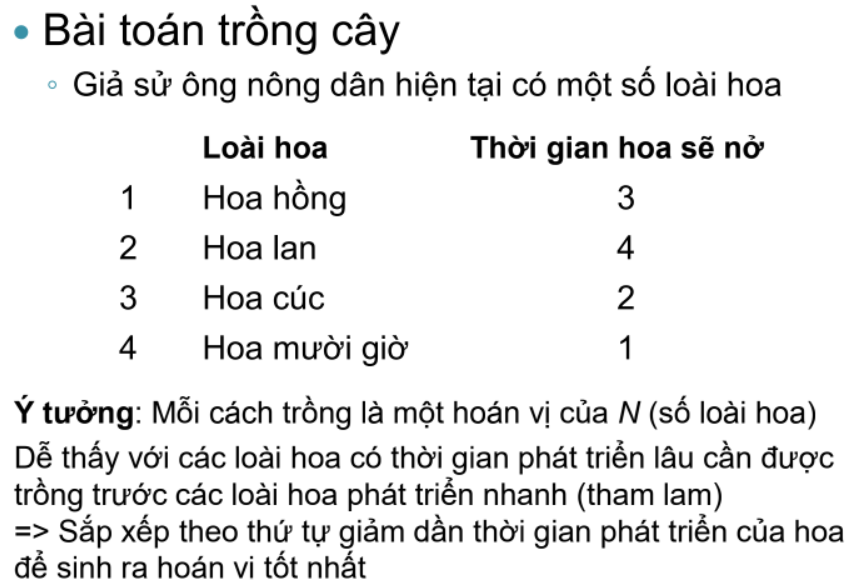 • Bài toán trồng cây
◦ Giả sử ông nông dân hiện tại có một số loài hoa
Loài hoa Thời gian hoa sẽ nở
1 Hoa hồng 3
2 Hoa lan 4
3 Hoa cúc 2
4 Hoa mười giờ 1
Ý tưởng: Mỗi cách trồng là một hoán vị của N (số loài hoa)
Dễ thấy với các loài hoa có thời gian phát triển lâu cần được
trồng trước các loài hoa phát triển nhanh (tham lam)
=> Sắp xếp theo thứ tự giảm dần thời gian phát triển của hoa
để sinh ra hoán vị tốt nhất